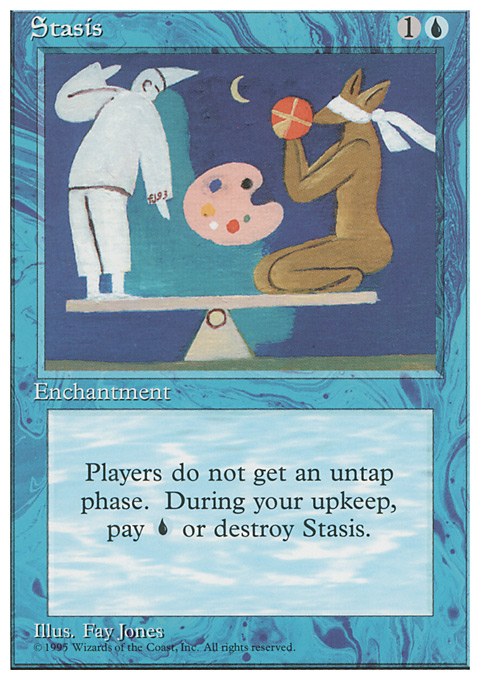 Stasis 1
Enchantment
Players do not get an untap
phase. During your upkeep,
pay or destroy Stasis.
Illus. Fay Jones
© 1995 Wizards of the Coast, Inc. All rights reserved.